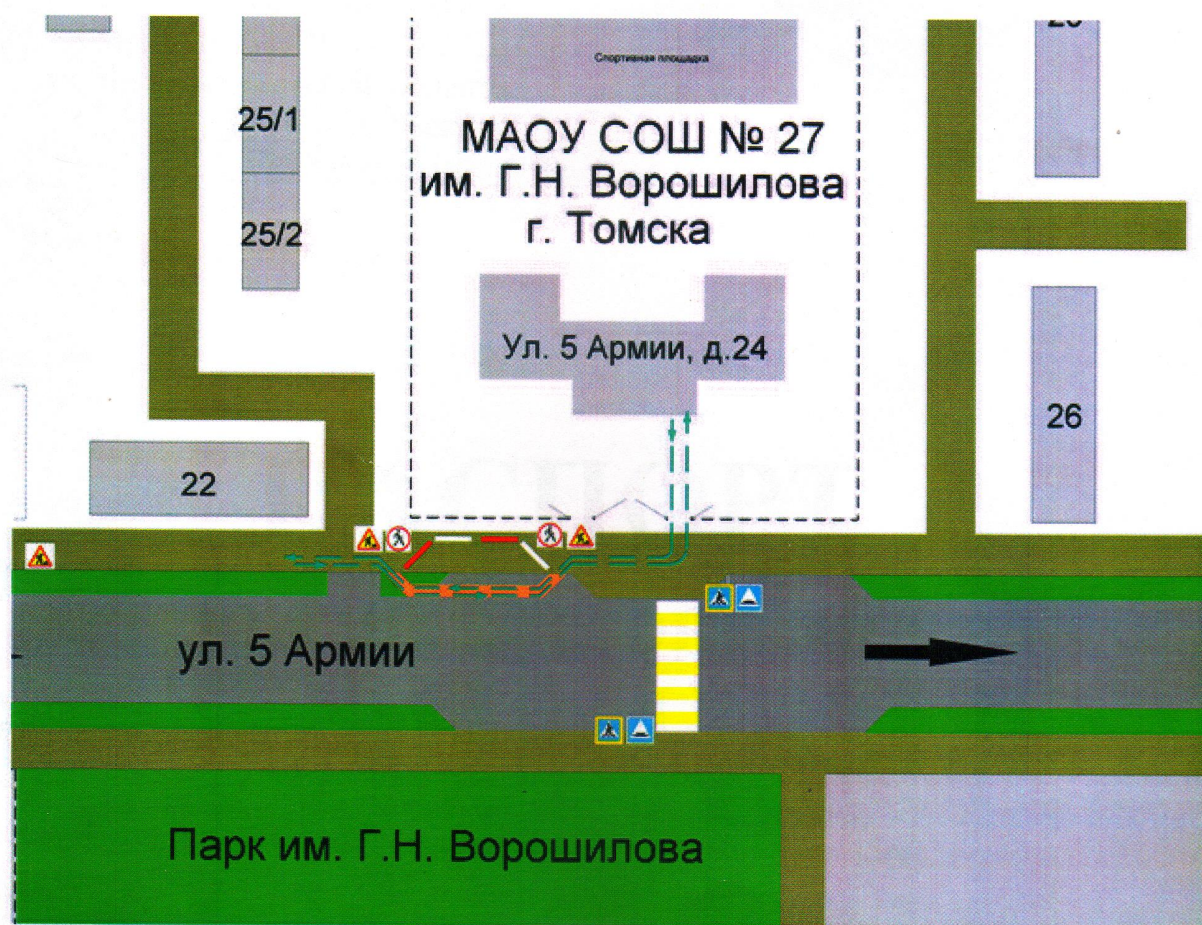 Спортивная площадка
25/1
МАОУ СОШ № 27
им. Г.Н. Ворошилова
г. Томска
25/2
Ул. 5 Армии, д.24
26
22
ул. 5 Армии
Парк им. Г.Н. Ворошилова